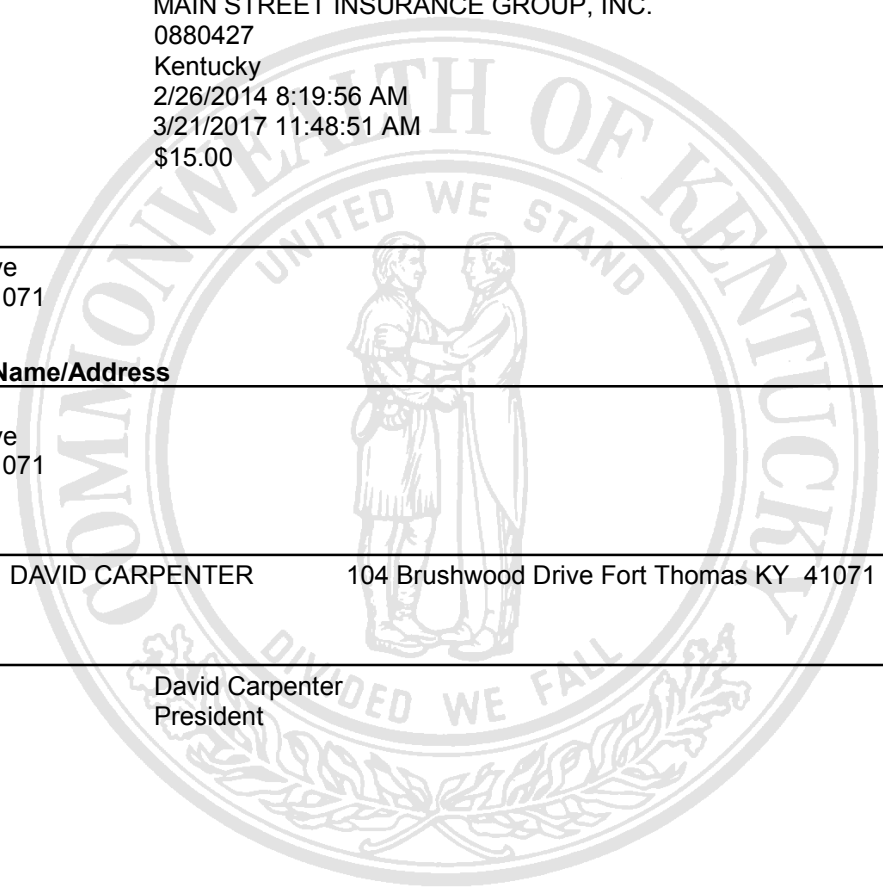 MAIN STREET INSURANCE GROUP, INC.
0880427
Kentucky
2/26/2014 8:19:56 AM
3/21/2017 11:48:51 AM
$15.00
COMMONWEALTH OF KENTUCKY
UNITED WE STAND
DIVIDED WE FALL
ve
071
Name/Address
ve
071
DAVID CARPENTER 104 Brushwood Drive Fort Thomas KY 41071
David Carpenter
President